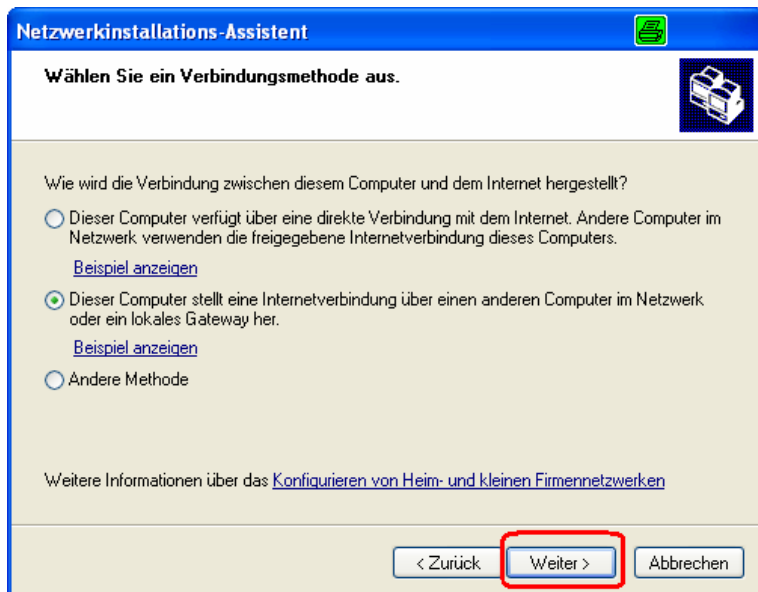 Netzwerkinstallations-Assistent
Wählen Sie ein Verbindungsmethode aus.
Wie wird die Verbindung zwischen diesem Computer und dem Internet hergestellt?
Dieser Computer verfügt über eine direkte Verbindung mit dem Internet. Andere Computer im
Netzwerk verwenden die freigegebene Internetverbindung dieses Computers.
Beispiel anzeigen
Dieser Computer stellt eine Internetverbindung über einen anderen Computer im Netzwerk
oder ein lokales Gateway her.
Beispiel anzeigen
Andere Methode
Weitere Informationen über das Konfigurieren von Heim- und kleinen Firmennetzwerken
< Zurück Weiter > Abbrechen